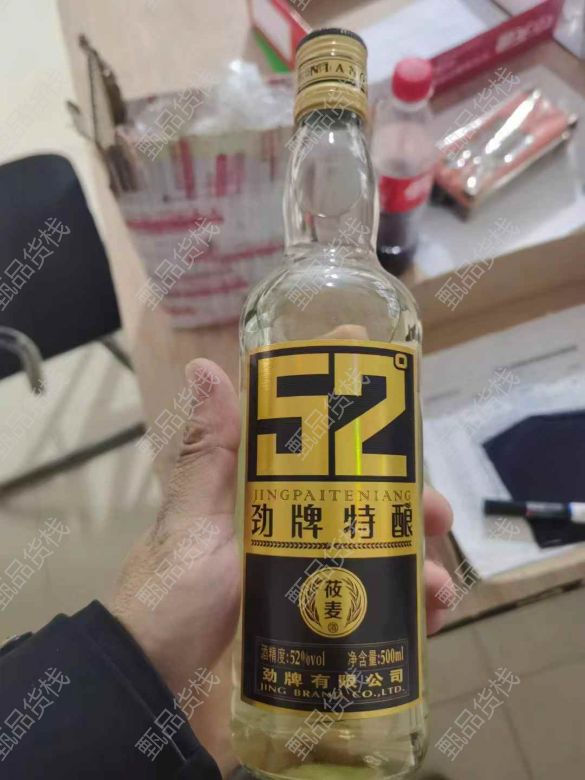 NIANG
52°
JINGPAITENIANG
劲牌特酿
莜麦
酒精度:52%vol 净含量:500ml
劲牌有限公司
JING BRAND CO.,LTD.
甄品货栈